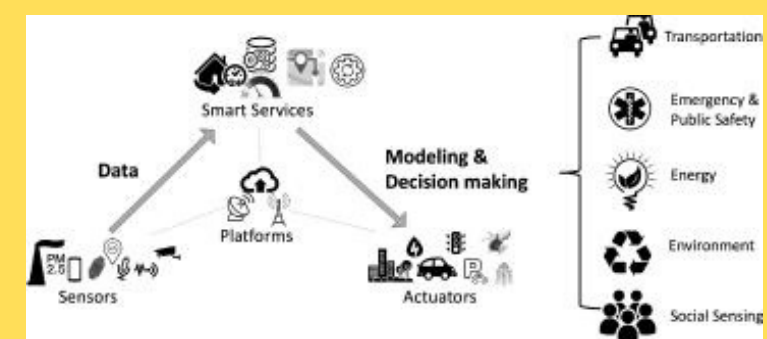 Transportation
Smart Services
Emergency &
Public Safety
Data
Modeling &
Decision making
Energy
Platforms
PM
2.5
P
Environment
Sensors
Actuators
Social Sensing